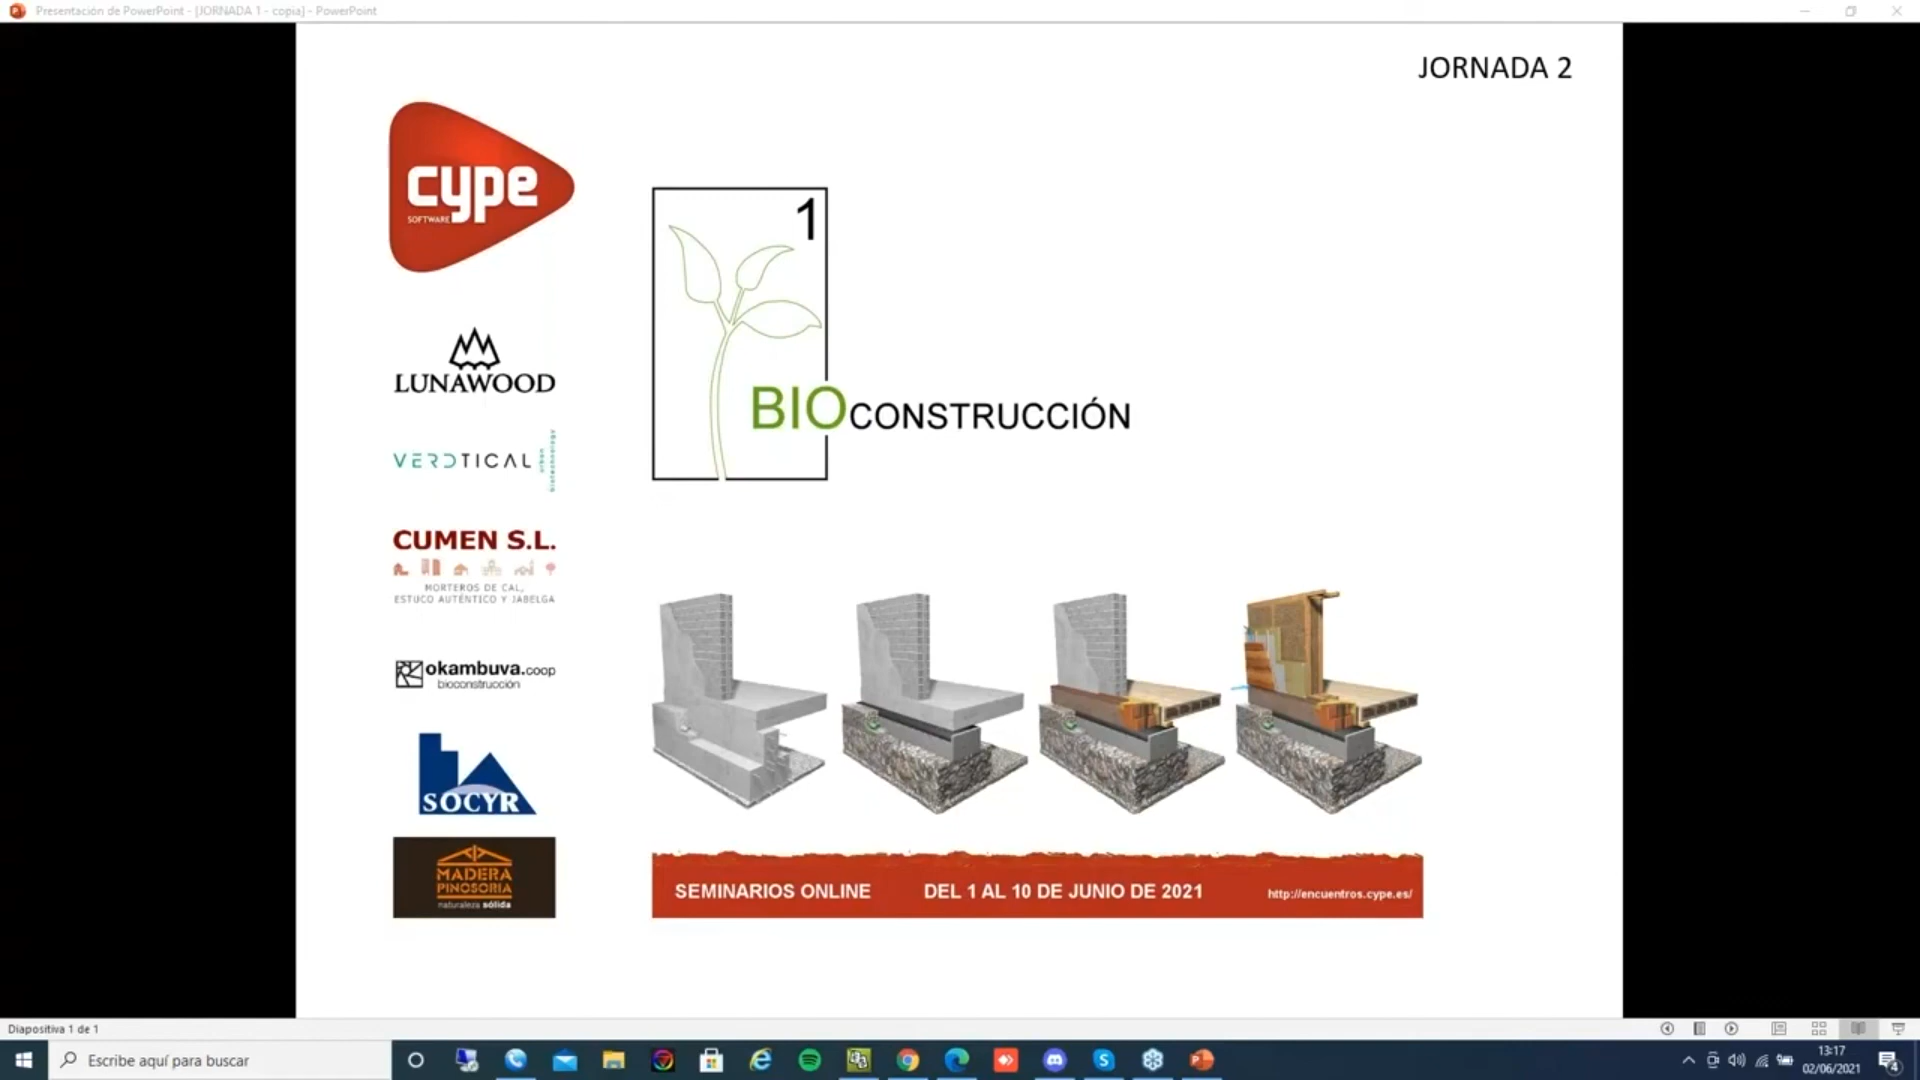 Presentación de PowerPoint - [JORNADA 1 - copia] - PowerPoint
JORNADA 2
cype
SOFTWARE
1
BIOCONSTRUCCIÓN
LUNAWOOD
VERDTICAL
urban
biotechnology
CUMEN S.L.
MORTEROS DE CAL,
ESTUCO AUTÉNTICO Y JABELGA
okambuva.coop
bioconstrucción
SOCYR
MADERA
PINOSORIA
naturaleza sólida
SEMINARIOS ONLINE DEL 1 AL 10 DE JUNIO DE 2021 http://encuentros.cype.es/
Diapositiva 1 de 1
Escribe aquí para buscar
13:17
02/06/2021
4